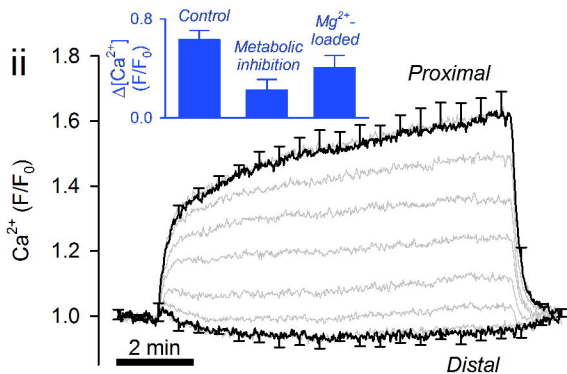 ii
0.8
0.0
Δ[Ca²⁺]
(F/F₀)
Control
Metabolic
inhibition
Mg²⁺-
loaded
Proximal
1.8
1.6
1.4
1.2
1.0
Ca²⁺ (F/F₀)
2 min
Distal